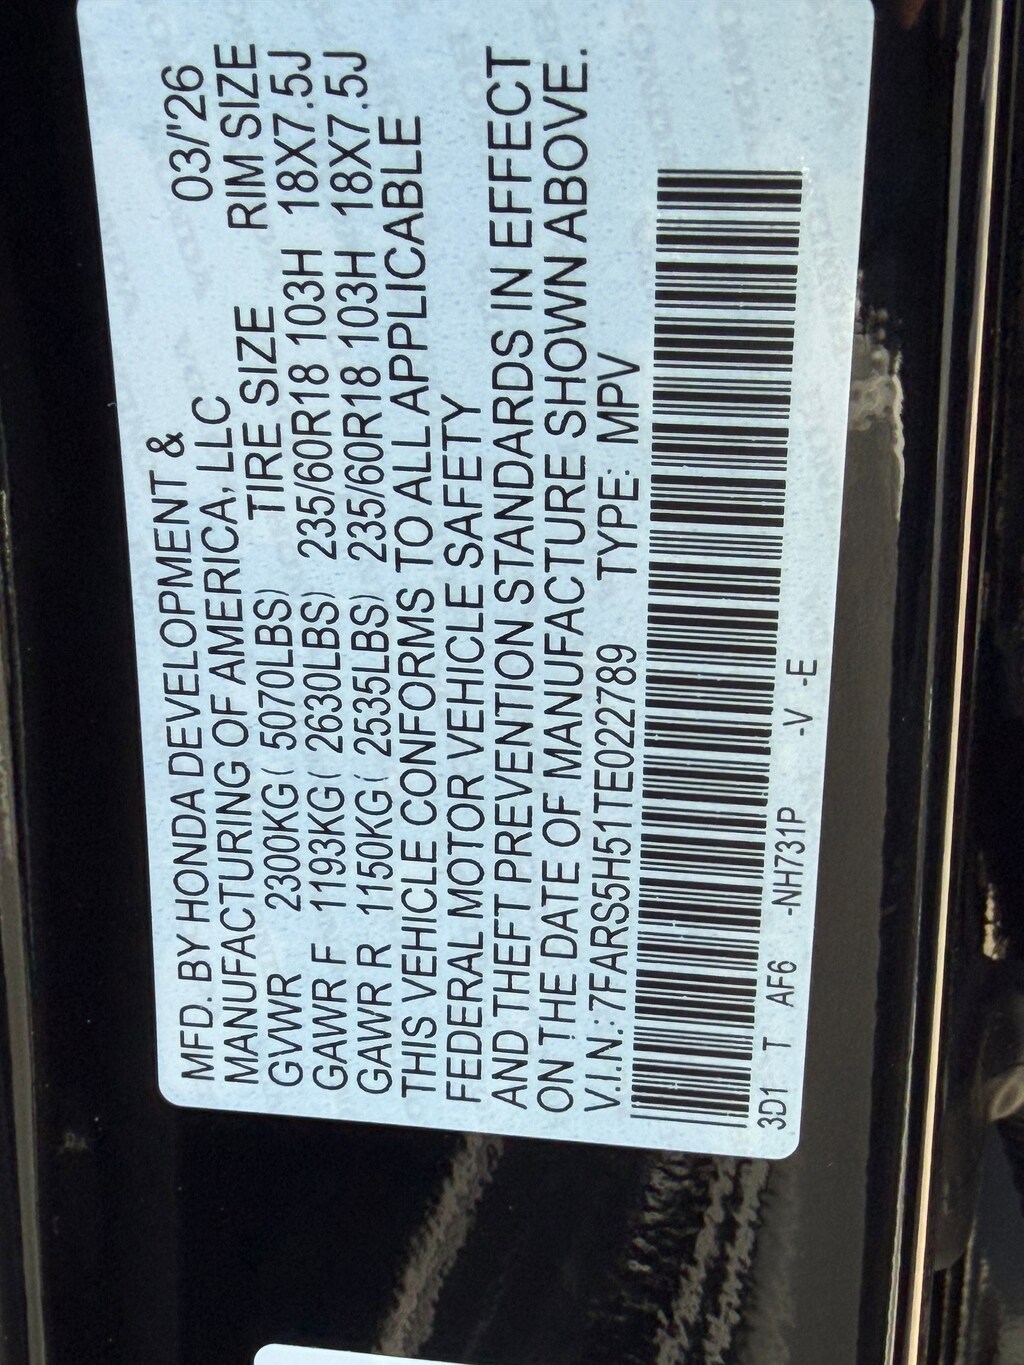 MFD. BY HONDA DEVELOPMENT &
MANUFACTURING OF AMERICA, LLC 03/'26
GVWR 2300KG( 5070LBS) TIRE SIZE RIM SIZE
GAWR F 1193KG( 2630LBS) 235/60R18 103H 18X7.5J
GAWR R 1150KG( 2535LBS) 235/60R18 103H 18X7.5J
THIS VEHICLE CONFORMS TO ALL APPLICABLE
FEDERAL MOTOR VEHICLE SAFETY
AND THEFT PREVENTION STANDARDS IN EFFECT
ON THE DATE OF MANUFACTURE SHOWN ABOVE.
V.I.N.: 7FARS5H51TE022789 TYPE: MPV
3D1 T AF6 -NH731P -V -E